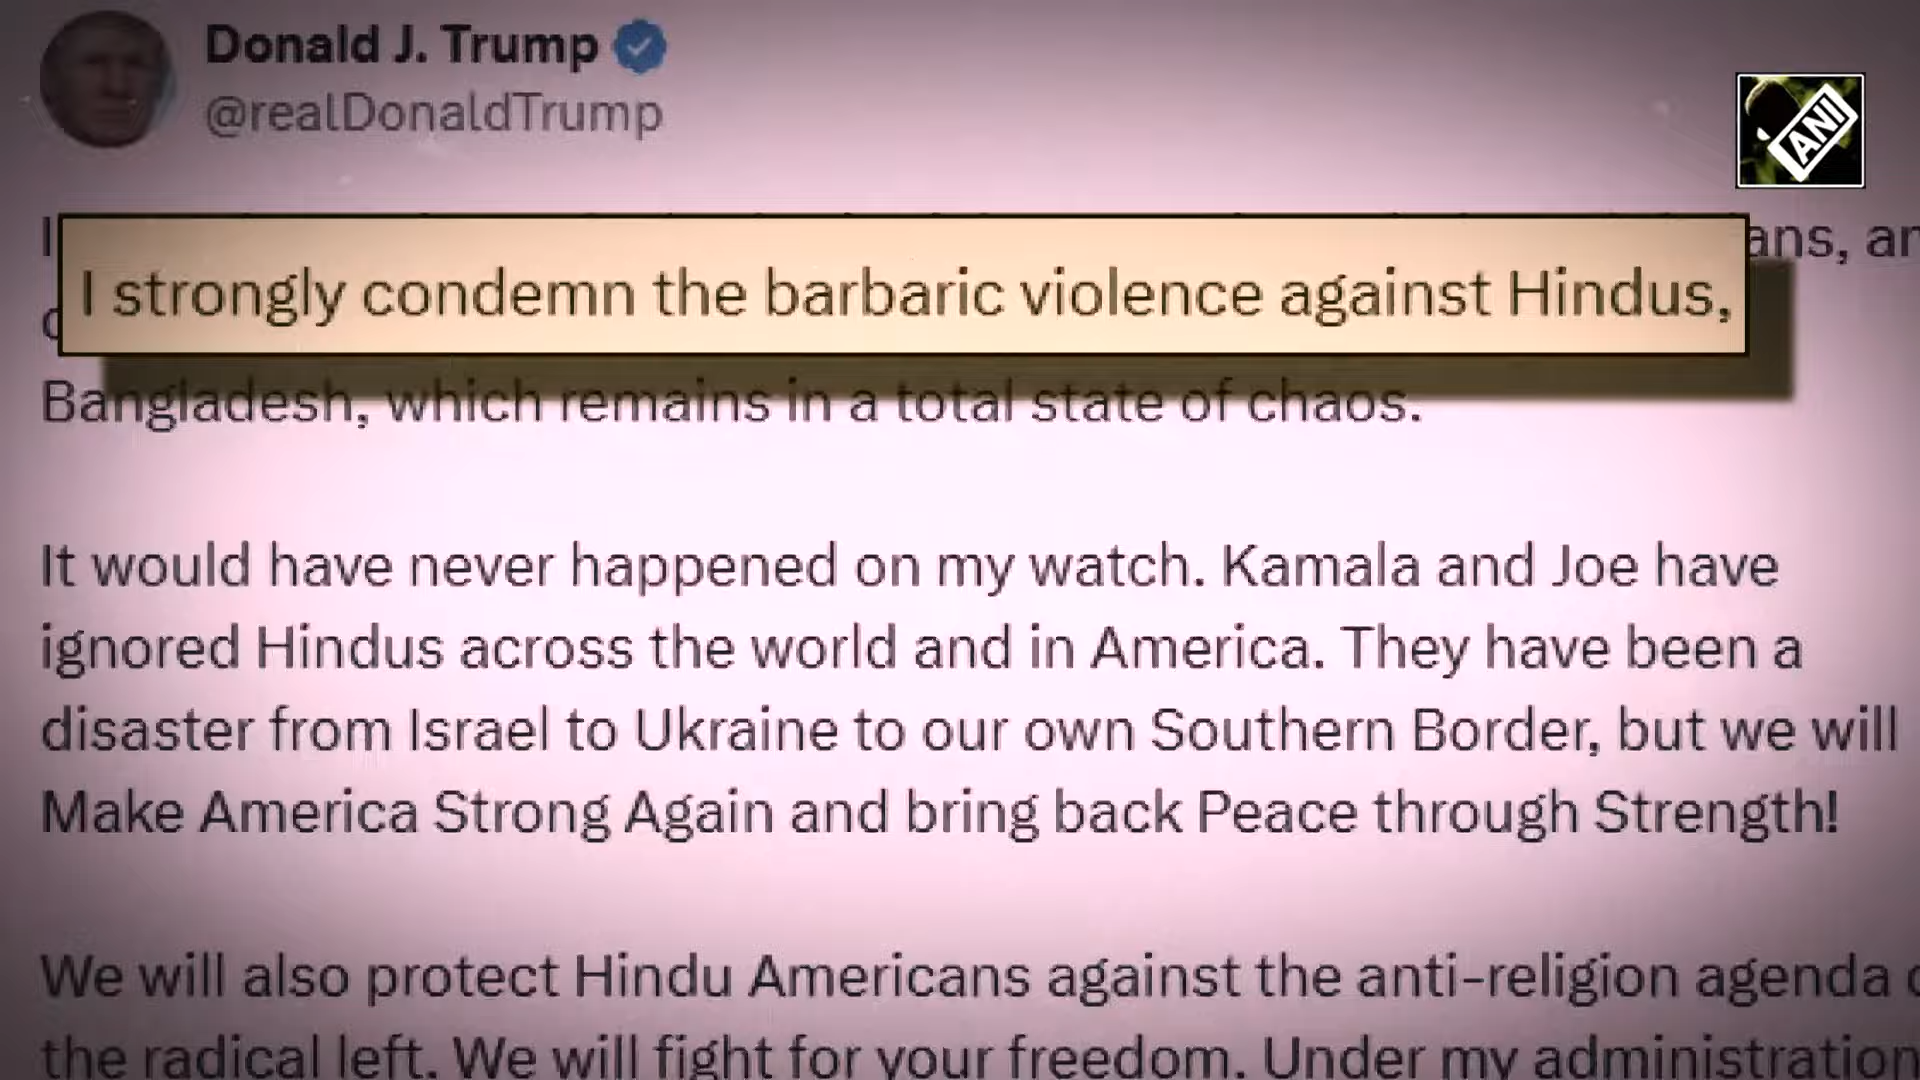 Donald J. Trump
@realDonaldTrump
ANI
I strongly condemn the barbaric violence against Hindus,
ans, an
Bangladesh, which remains in a total state of chaos.
It would have never happened on my watch. Kamala and Joe have
ignored Hindus across the world and in America. They have been a
disaster from Israel to Ukraine to our own Southern Border, but we will
Make America Strong Again and bring back Peace through Strength!
We will also protect Hindu Americans against the anti-religion agenda
the radical left. We will fight for your freedom. Under my administration